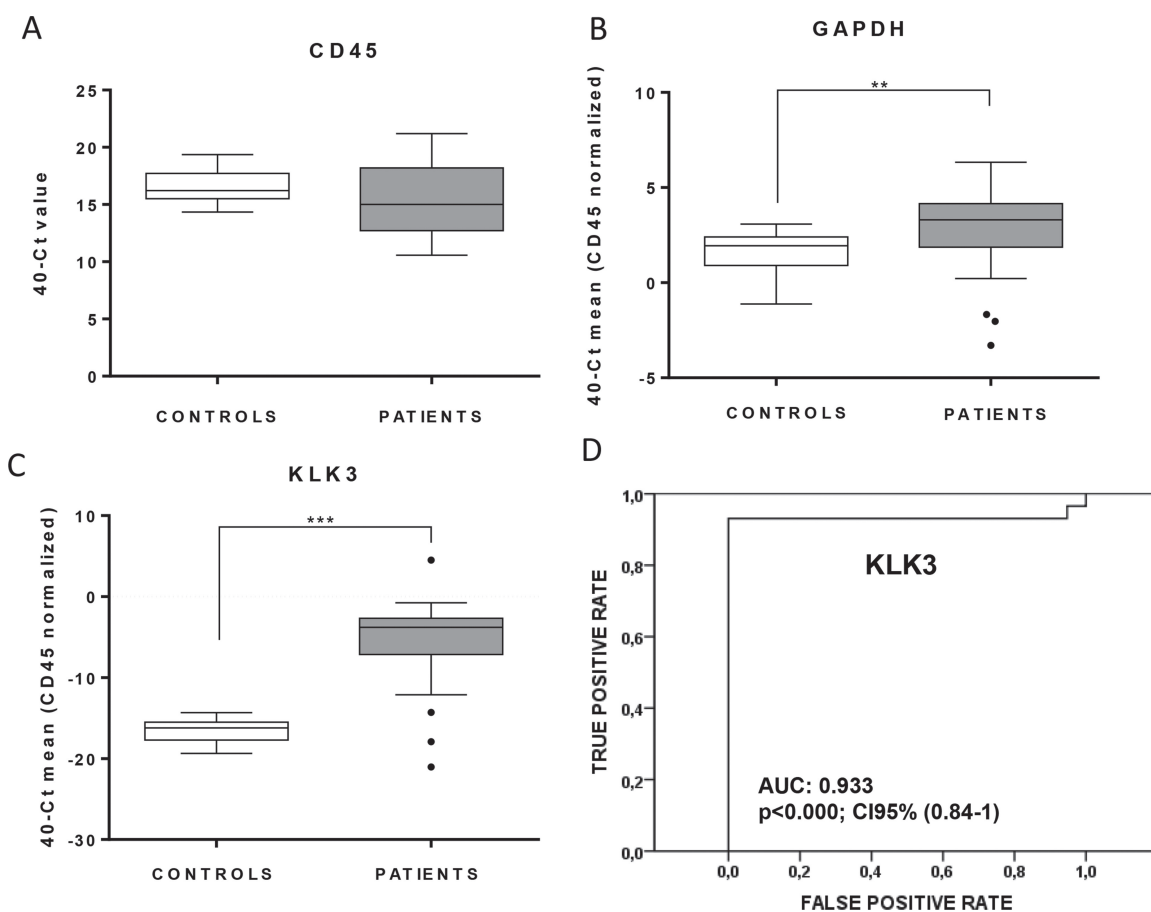 A
CD45
40-Ct value
25
20
15
10
5
0
CONTROLS PATIENTS
B
GAPDH
40-Ct mean (CD45 normalized)
**
10
5
0
-5
CONTROLS PATIENTS
C
KLK3
40-Ct mean (CD45 normalized)
***
10
0
-10
-20
-30
CONTROLS PATIENTS
D
TRUE POSITIVE RATE
1,0
0,8
0,6
0,4
0,2
0,0
KLK3
AUC: 0.933
p<0.000; CI95% (0.84-1)
0,0 0,2 0,4 0,6 0,8 1,0
FALSE POSITIVE RATE